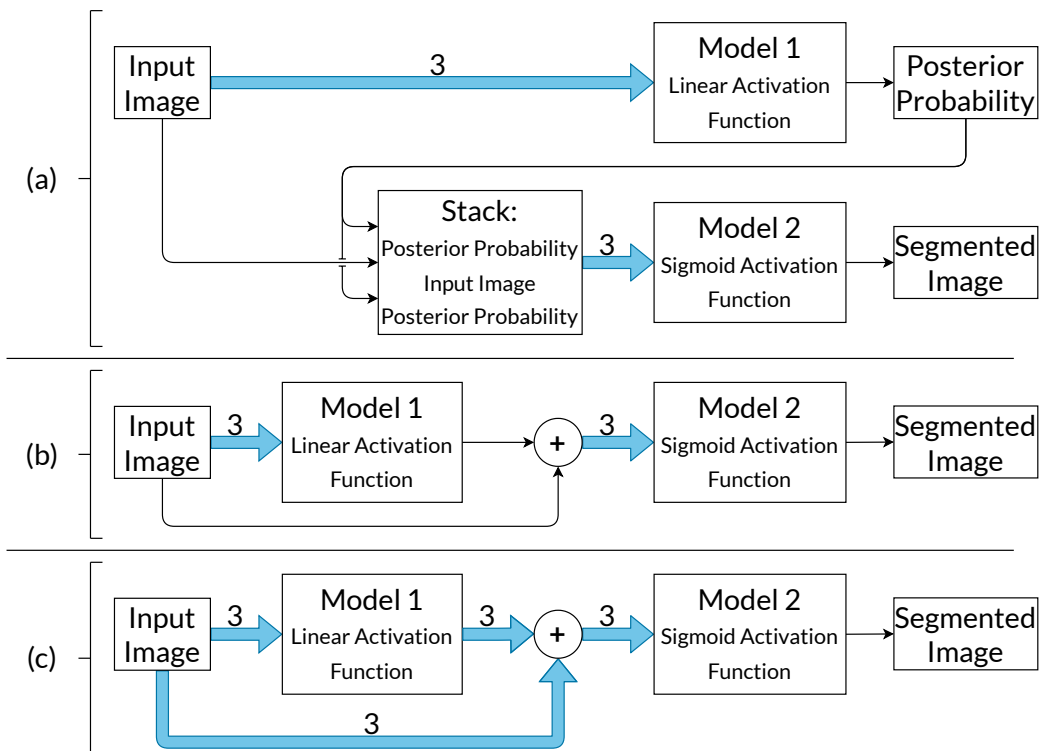 (a)
Input
Image
3
Model 1
Linear Activation
Function
Posterior
Probability
Stack:
Posterior Probability
Input Image
Posterior Probability
3
Model 2
Sigmoid Activation
Function
Segmented
Image
(b)
Input
Image
3
Model 1
Linear Activation
Function
+
3
Model 2
Sigmoid Activation
Function
Segmented
Image
(c)
Input
Image
3
Model 1
Linear Activation
Function
3
+
3
Model 2
Sigmoid Activation
Function
Segmented
Image
3